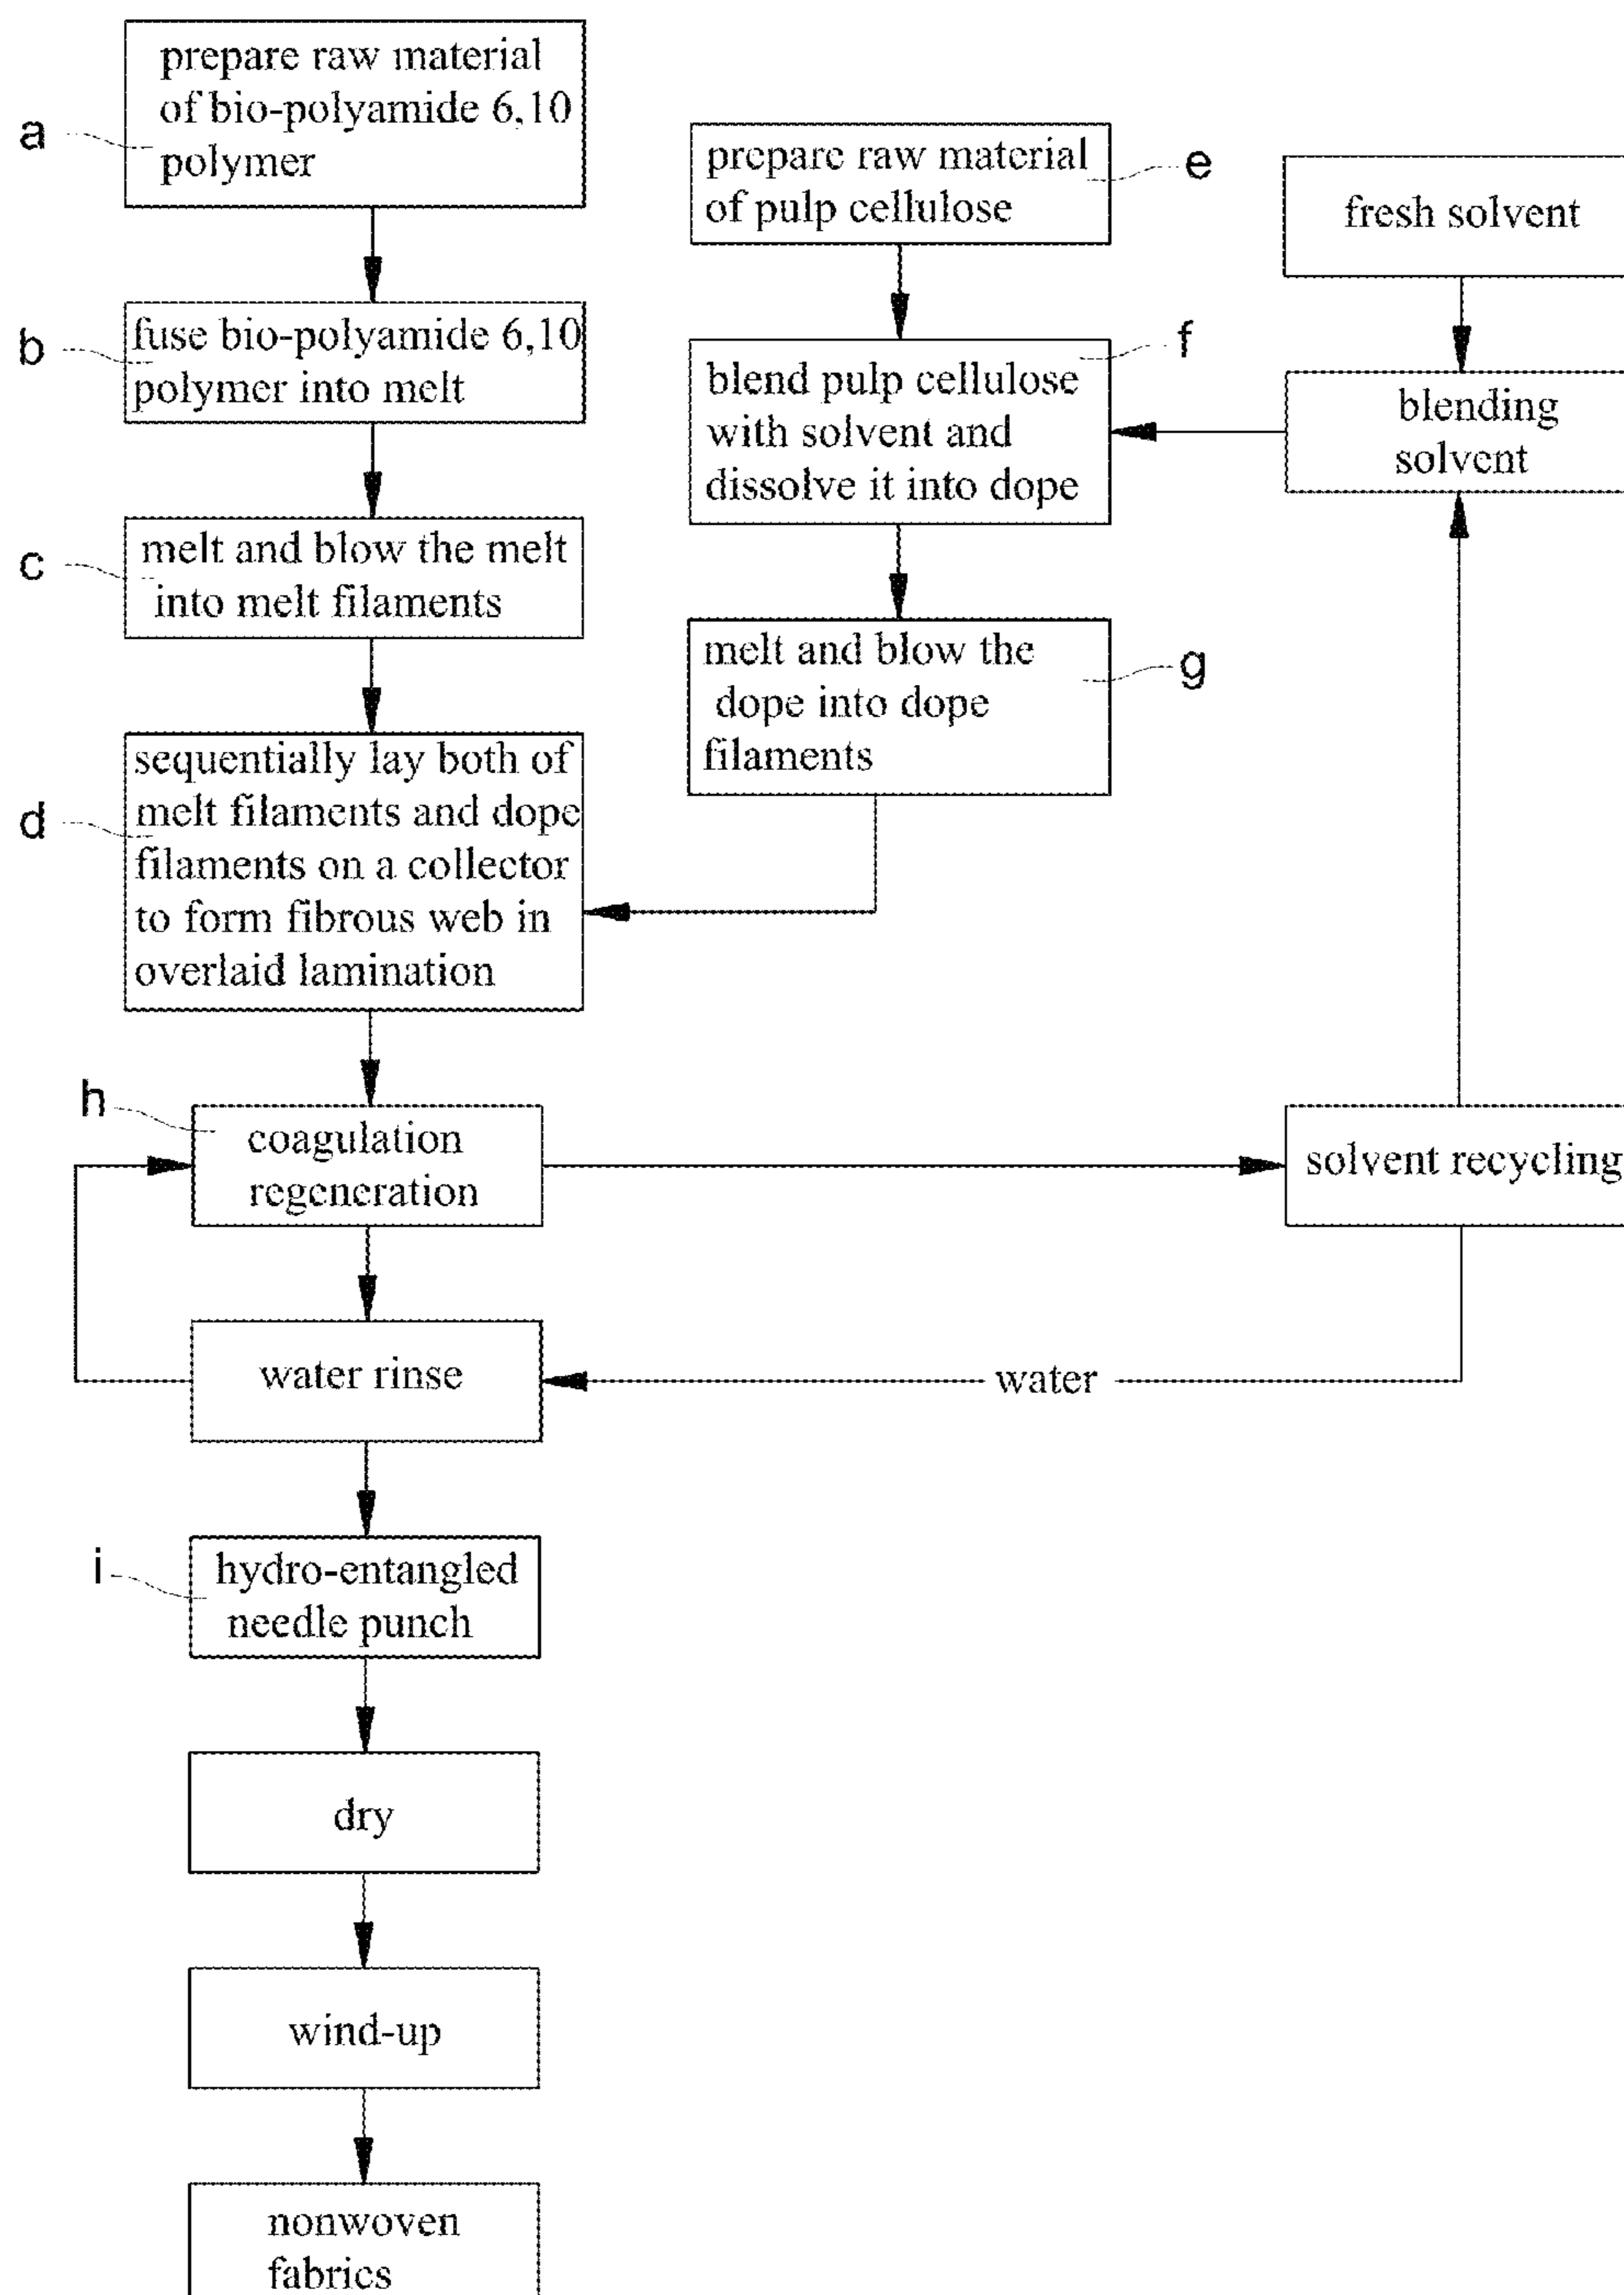 a
prepare raw material
of bio-polyamide 6,10
polymer
b
fuse bio-polyamide 6,10
polymer into melt
c
melt and blow the melt
into melt filaments
d
sequentially lay both of
melt filaments and dope
filaments on a collector
to form fibrous web in
overlaid lamination
prepare raw material
of pulp cellulose
e
blend pulp cellulose
with solvent and
dissolve it into dope
f
melt and blow the
dope into dope
filaments
g
fresh solvent
blending
solvent
h
coagulation
regeneration
solvent recycling
water rinse
water
i
hydro-entangled
needle punch
dry
wind-up
nonwoven
fabrics